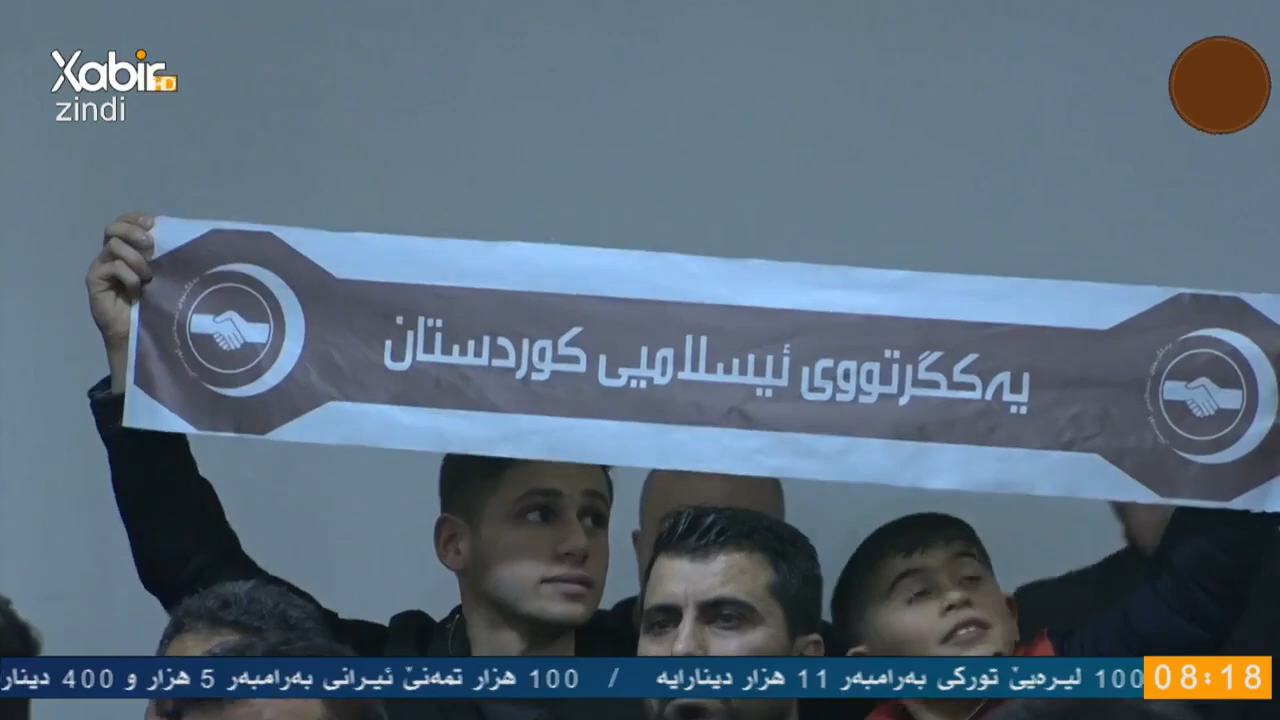 Xabir HD
zindi
یەکگرتووی ئیسلامیی کوردستان
100 لیرەیێ تورکی بەرامبەر 11 هزار دینارایە / 100 هزار تمەنێ ئیرانی بەرامبەر 5 هزار و 400 دینار
08:18